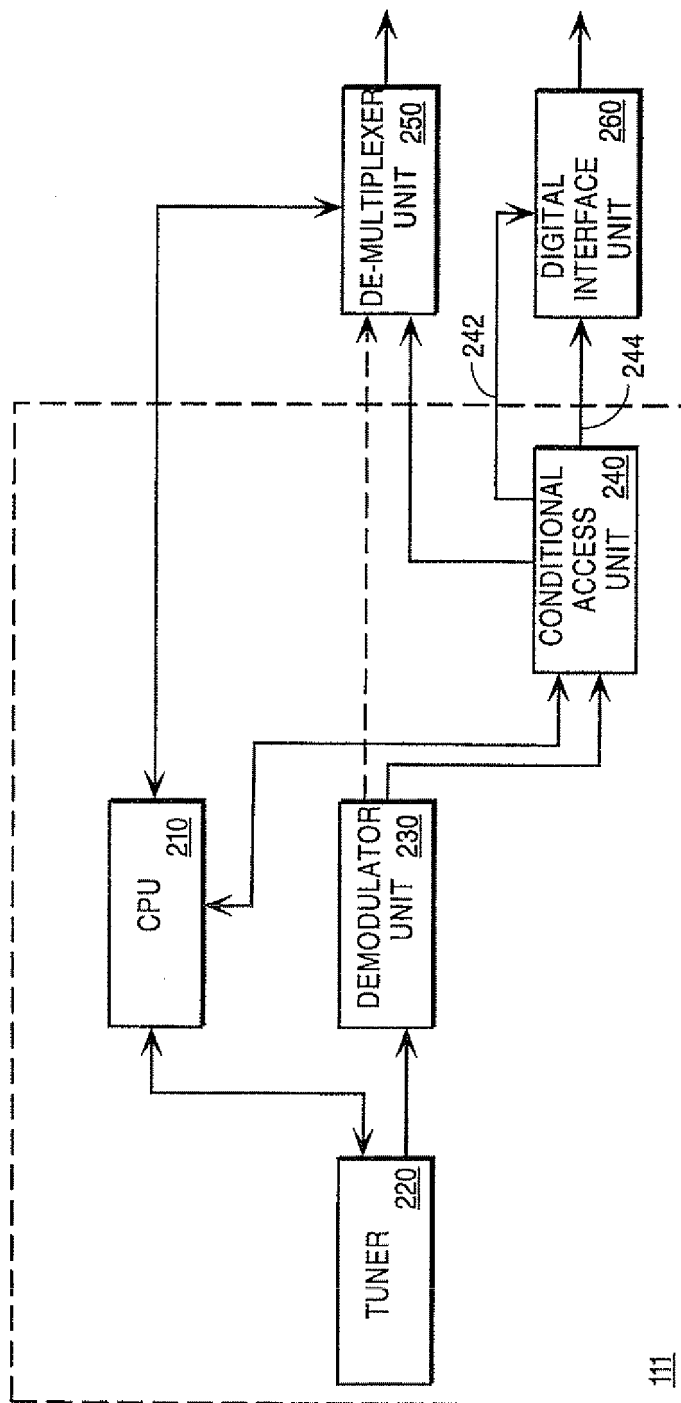 CPU
210
TUNER
220
DEMODULATOR
UNIT
230
CONDITIONAL
ACCESS
UNIT
240
242
244
DE-MULTIPLEXER
UNIT
250
DIGITAL
INTERFACE
UNIT
260
111